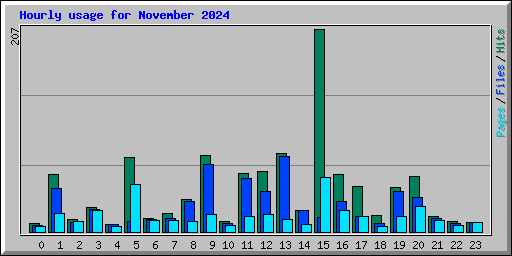 Hourly usage for November 2024
207
Pages / Files / Hits
0 1 2 3 4 5 6 7 8 9 10 11 12 13 14 15 16 17 18 19 20 21 22 23